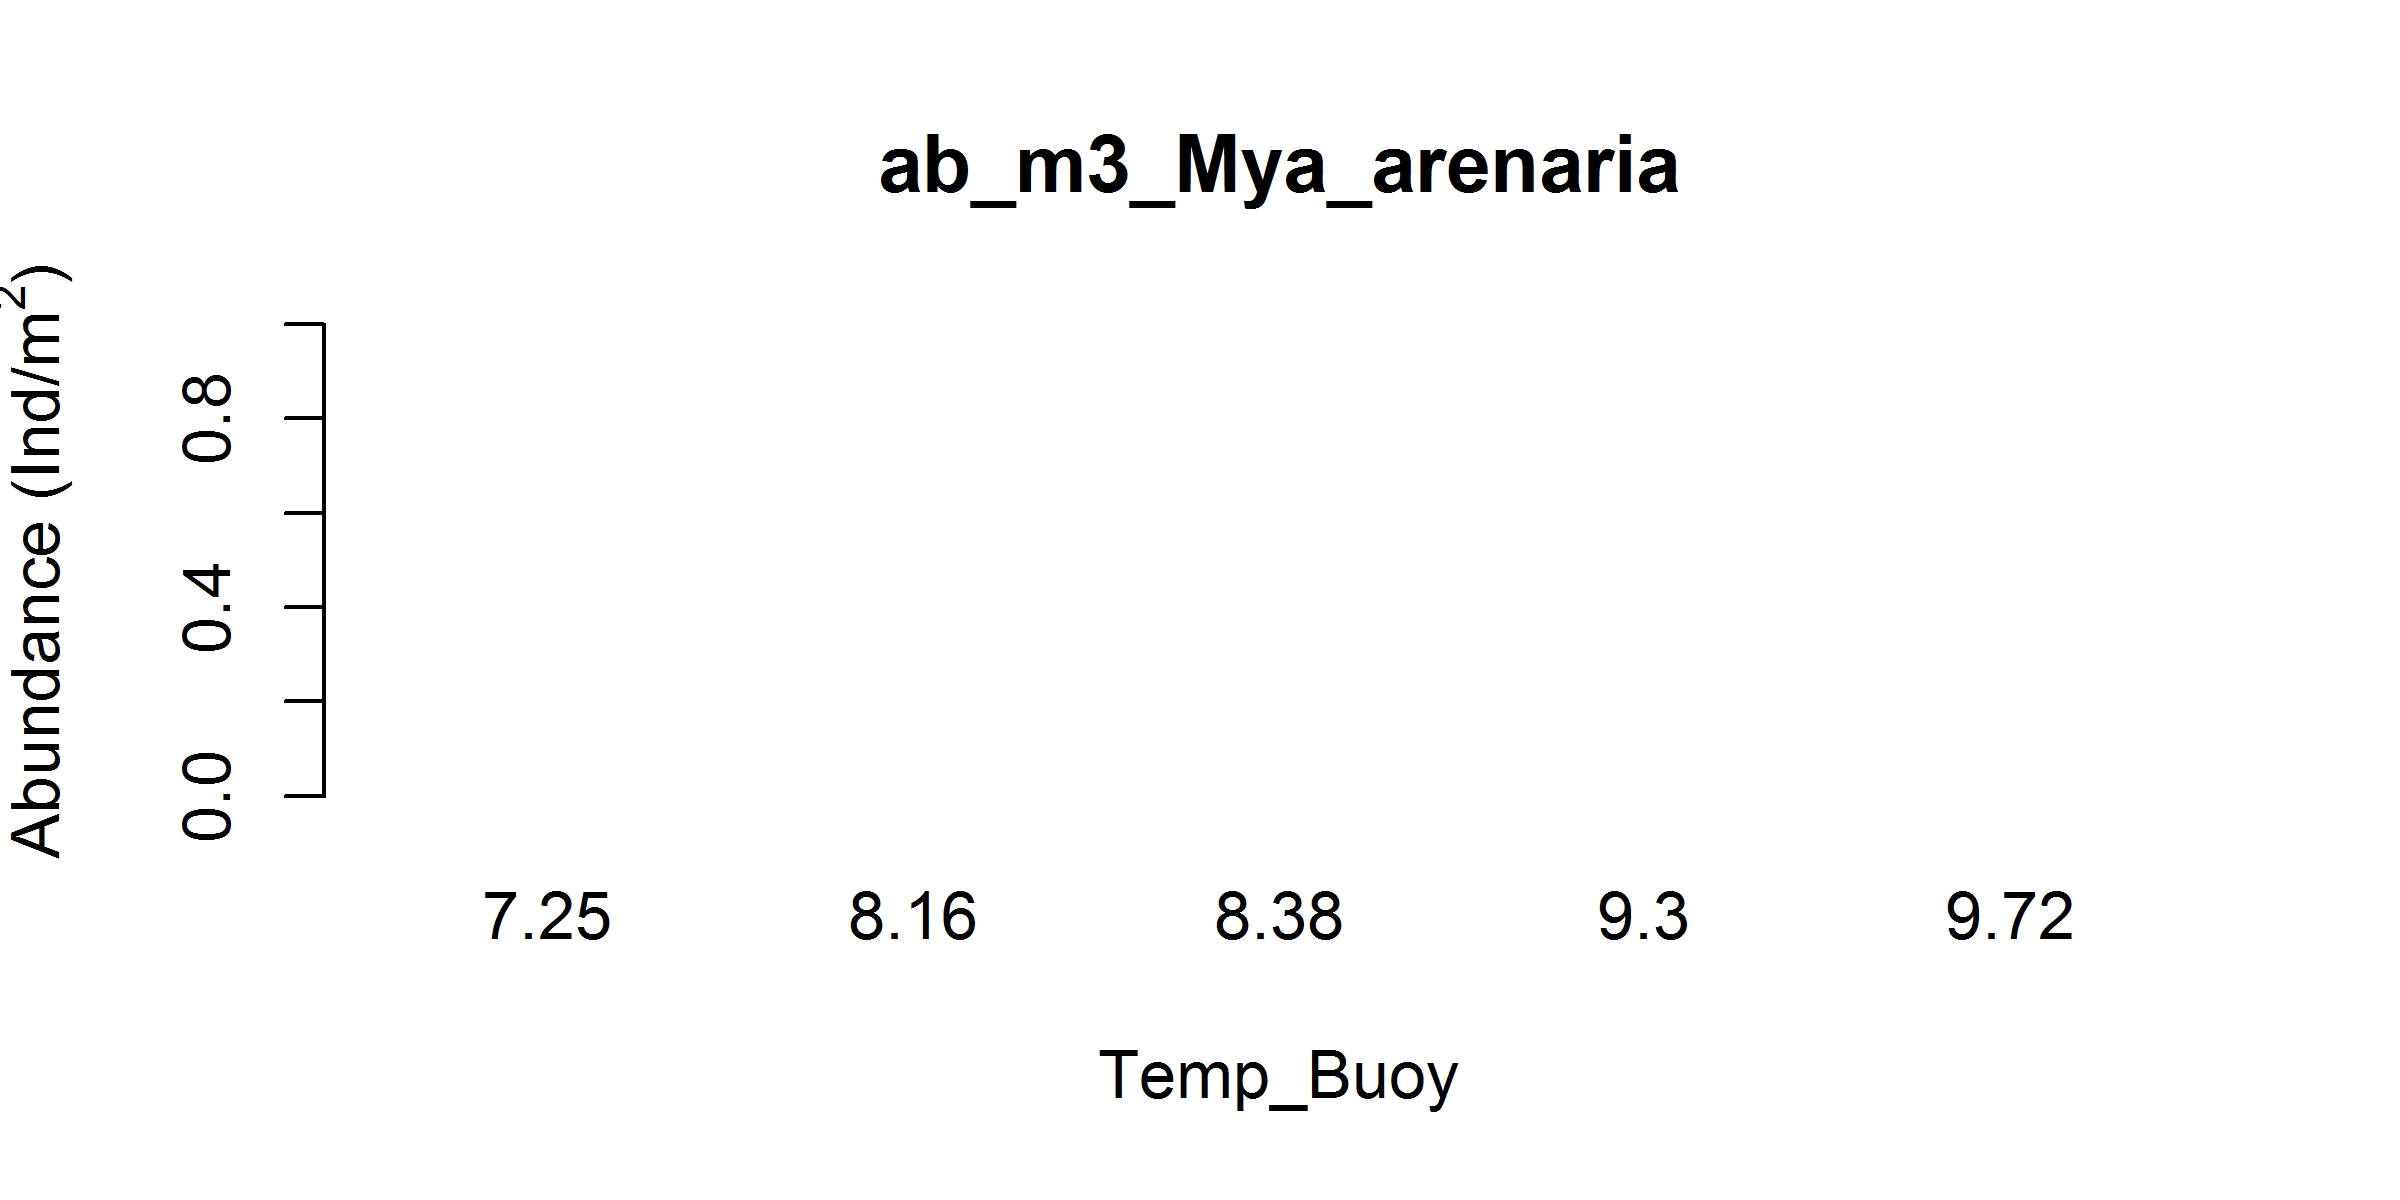 ab_m3_Mya_arenaria
Abundance (Ind/m²)
0.8
0.4
0.0
7.25 8.16 8.38 9.3 9.72
Temp_Buoy